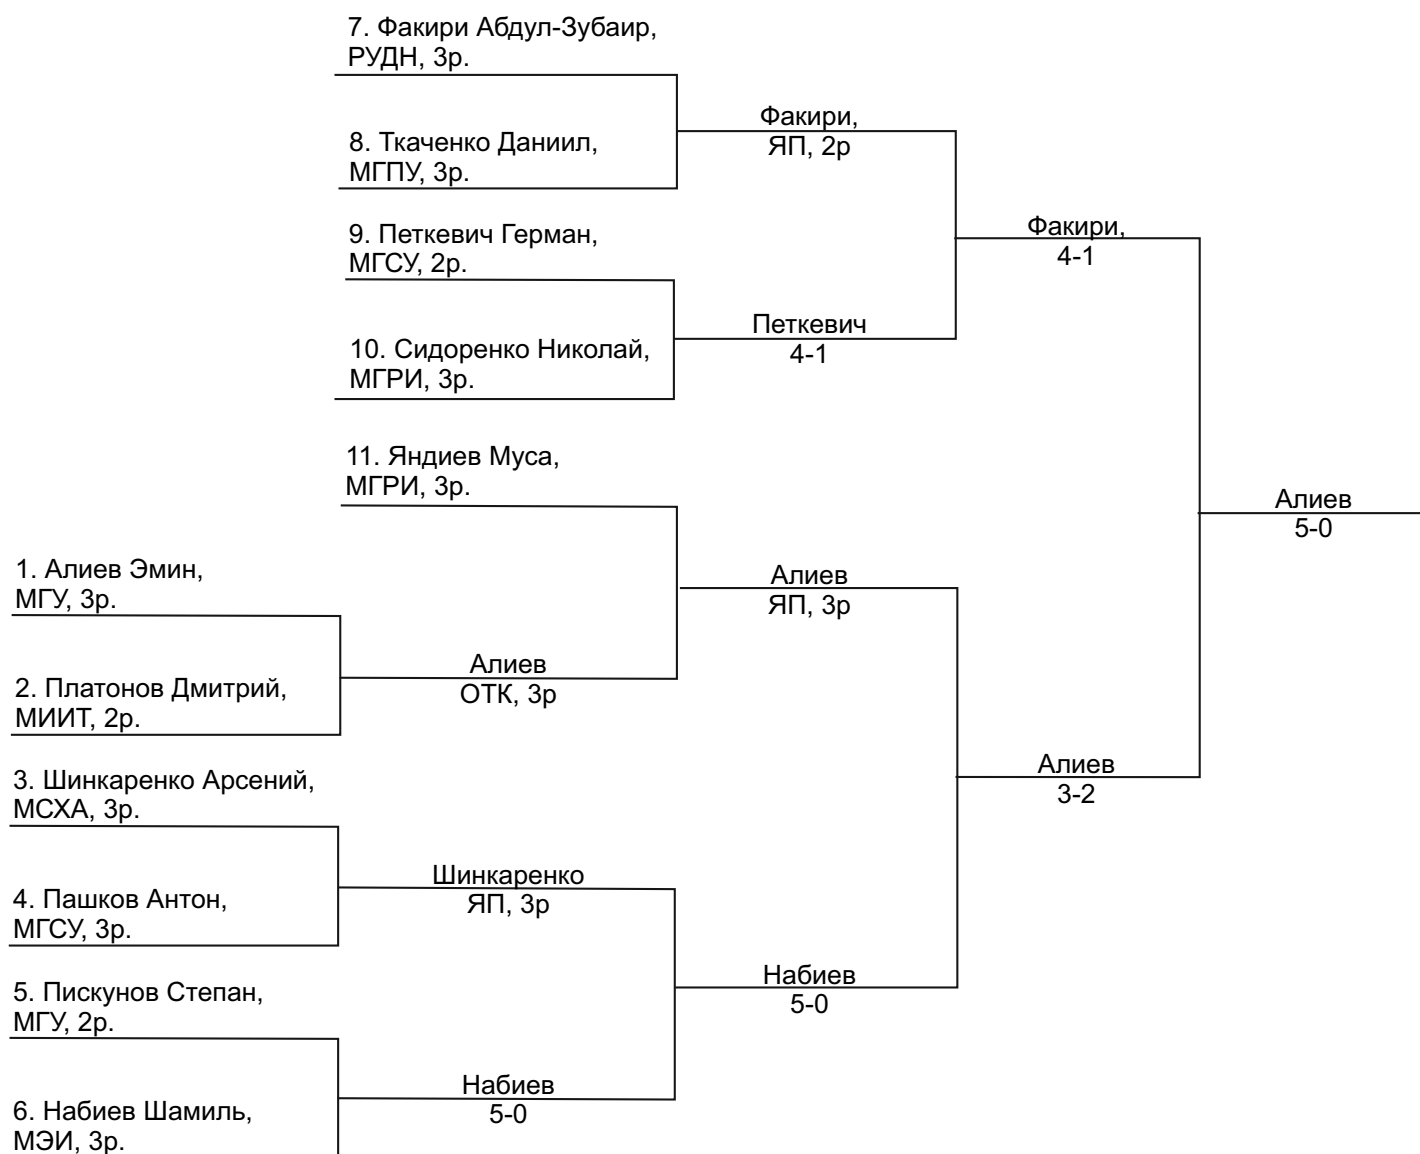 7. Факири Абдул-Зубаир,
РУДН, 3р.
8. Ткаченко Даниил,
МГПУ, 3р.
Факири,
ЯП, 2р
9. Петкевич Герман,
МГСУ, 2р.
Факири,
4-1
10. Сидоренко Николай,
МГРИ, 3р.
Петкевич
4-1
11. Яндиев Муса,
МГРИ, 3р.
Алиев
5-0
1. Алиев Эмин,
МГУ, 3р.
Алиев
ЯП, 3р
2. Платонов Дмитрий,
МИИТ, 2р.
Алиев
ОТК, 3р
3. Шинкаренко Арсений,
МСХА, 3р.
Алиев
3-2
4. Пашков Антон,
МГСУ, 3р.
Шинкаренко
ЯП, 3р
5. Пискунов Степан,
МГУ, 2р.
Набиев
5-0
6. Набиев Шамиль,
МЭИ, 3р.
Набиев
5-0